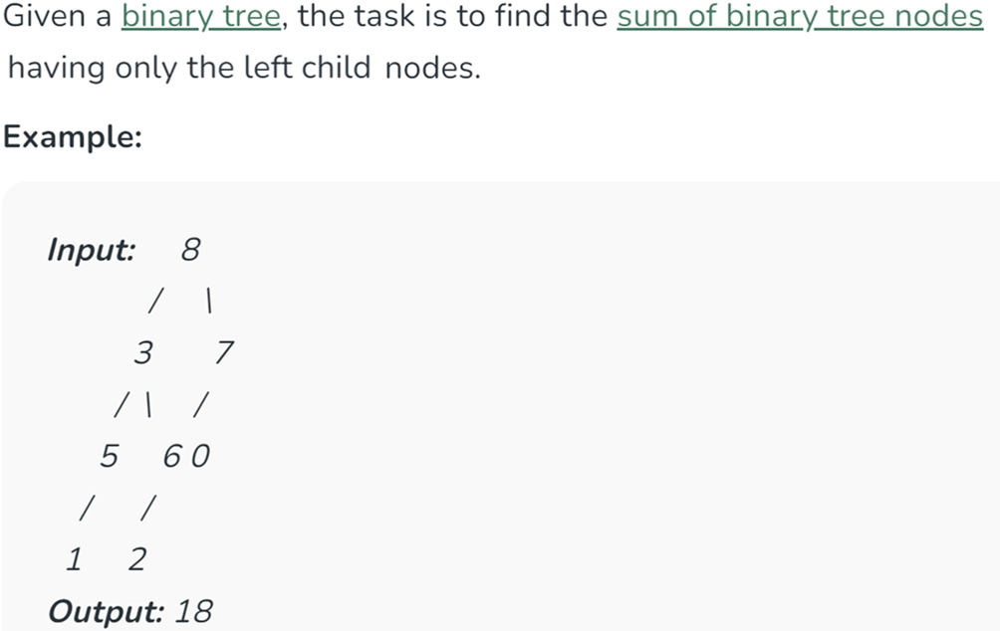 Given a binary tree, the task is to find the sum of binary tree nodes
having only the left child nodes.
Example:
Input: 8
/ \
3 7
/ \ /
5 6 0
/ /
1 2
Output: 18